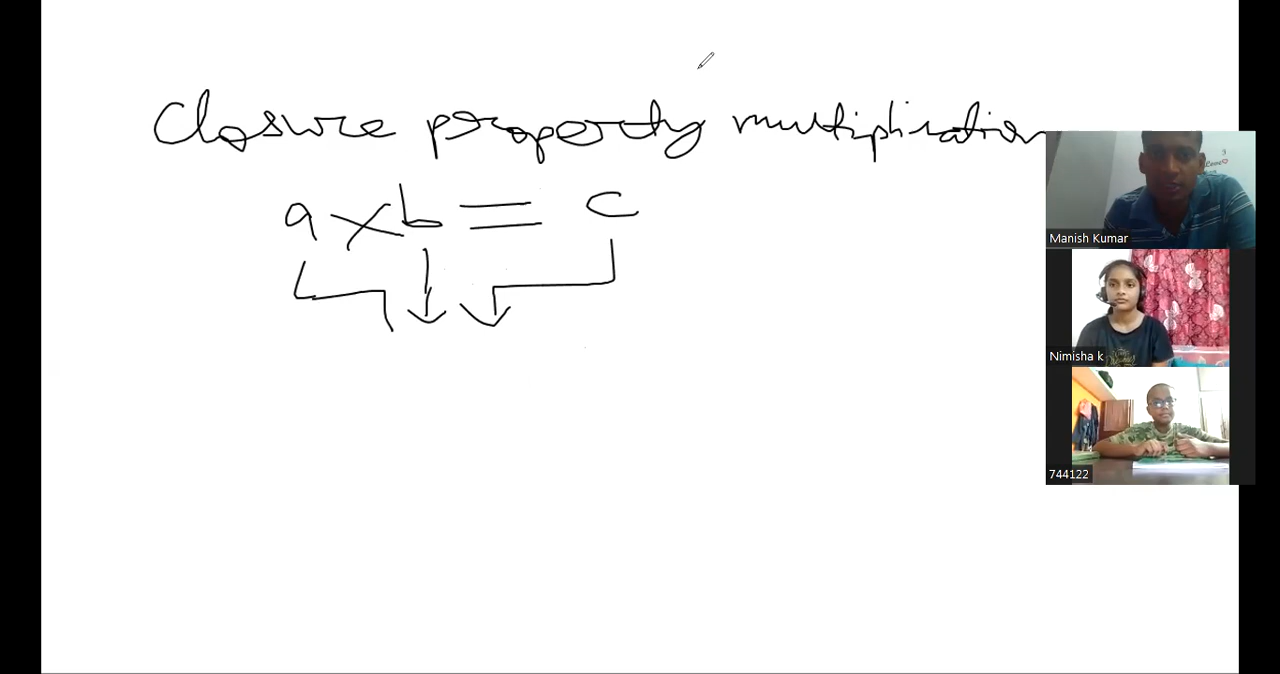 Closure property multiplication
a × b = c
Manish Kumar
Nimisha k
744122